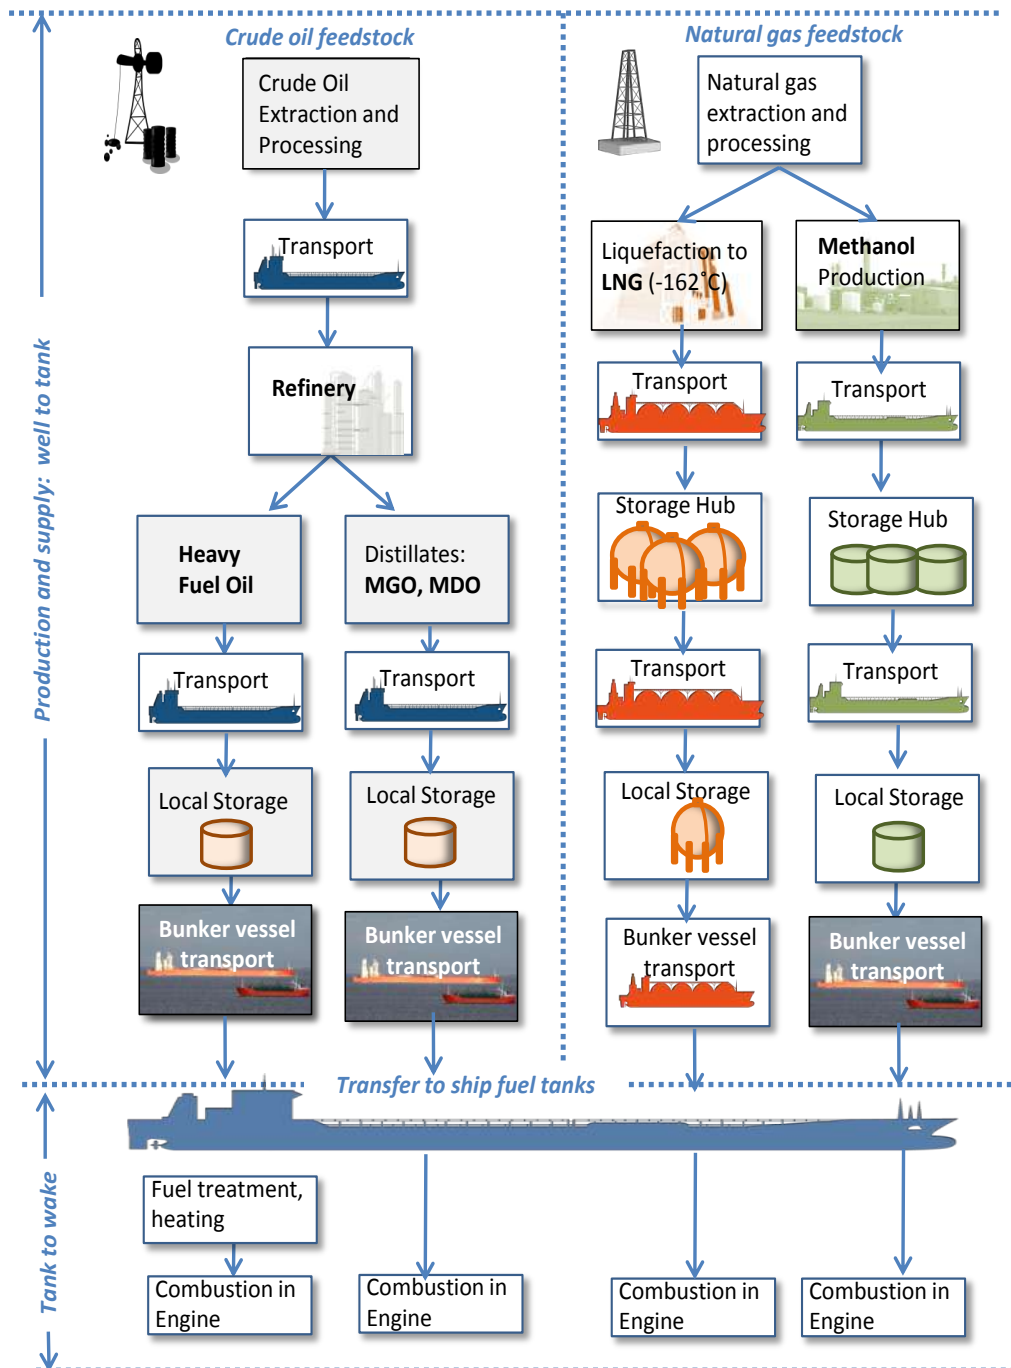 Crude oil feedstock
Natural gas feedstock
Crude Oil
Extraction and
Processing
Natural gas
extraction and
processing
Transport
Liquefaction to
LNG (-162˚C)
Methanol
Production
Refinery
Transport
Transport
Heavy
Fuel Oil
Distillates:
MGO, MDO
Storage Hub
Storage Hub
Transport
Transport
Transport
Transport
Local Storage
Local Storage
Local Storage
Local Storage
Bunker vessel
transport
Bunker vessel
transport
Bunker vessel
transport
Bunker vessel
transport
Production and supply: well to tank
Transfer to ship fuel tanks
Tank to wake
Fuel treatment,
heating
Combustion in
Engine
Combustion in
Engine
Combustion in
Engine
Combustion in
Engine